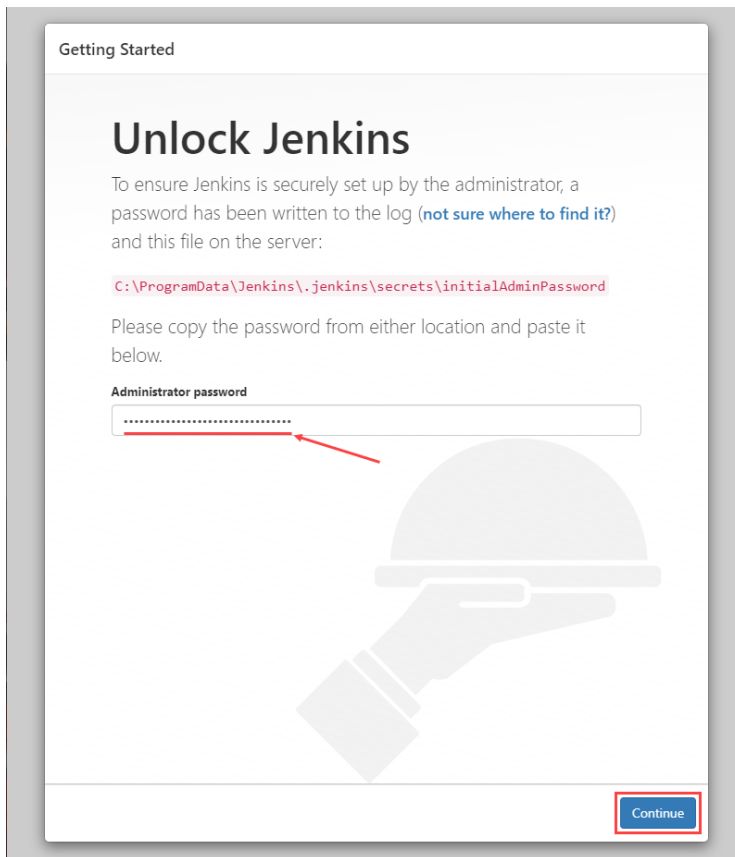 Getting Started
Unlock Jenkins
To ensure Jenkins is securely set up by the administrator, a
password has been written to the log (not sure where to find it?)
and this file on the server:
C:\ProgramData\Jenkins\.jenkins\secrets\initialAdminPassword
Please copy the password from either location and paste it
below.
Administrator password
Continue